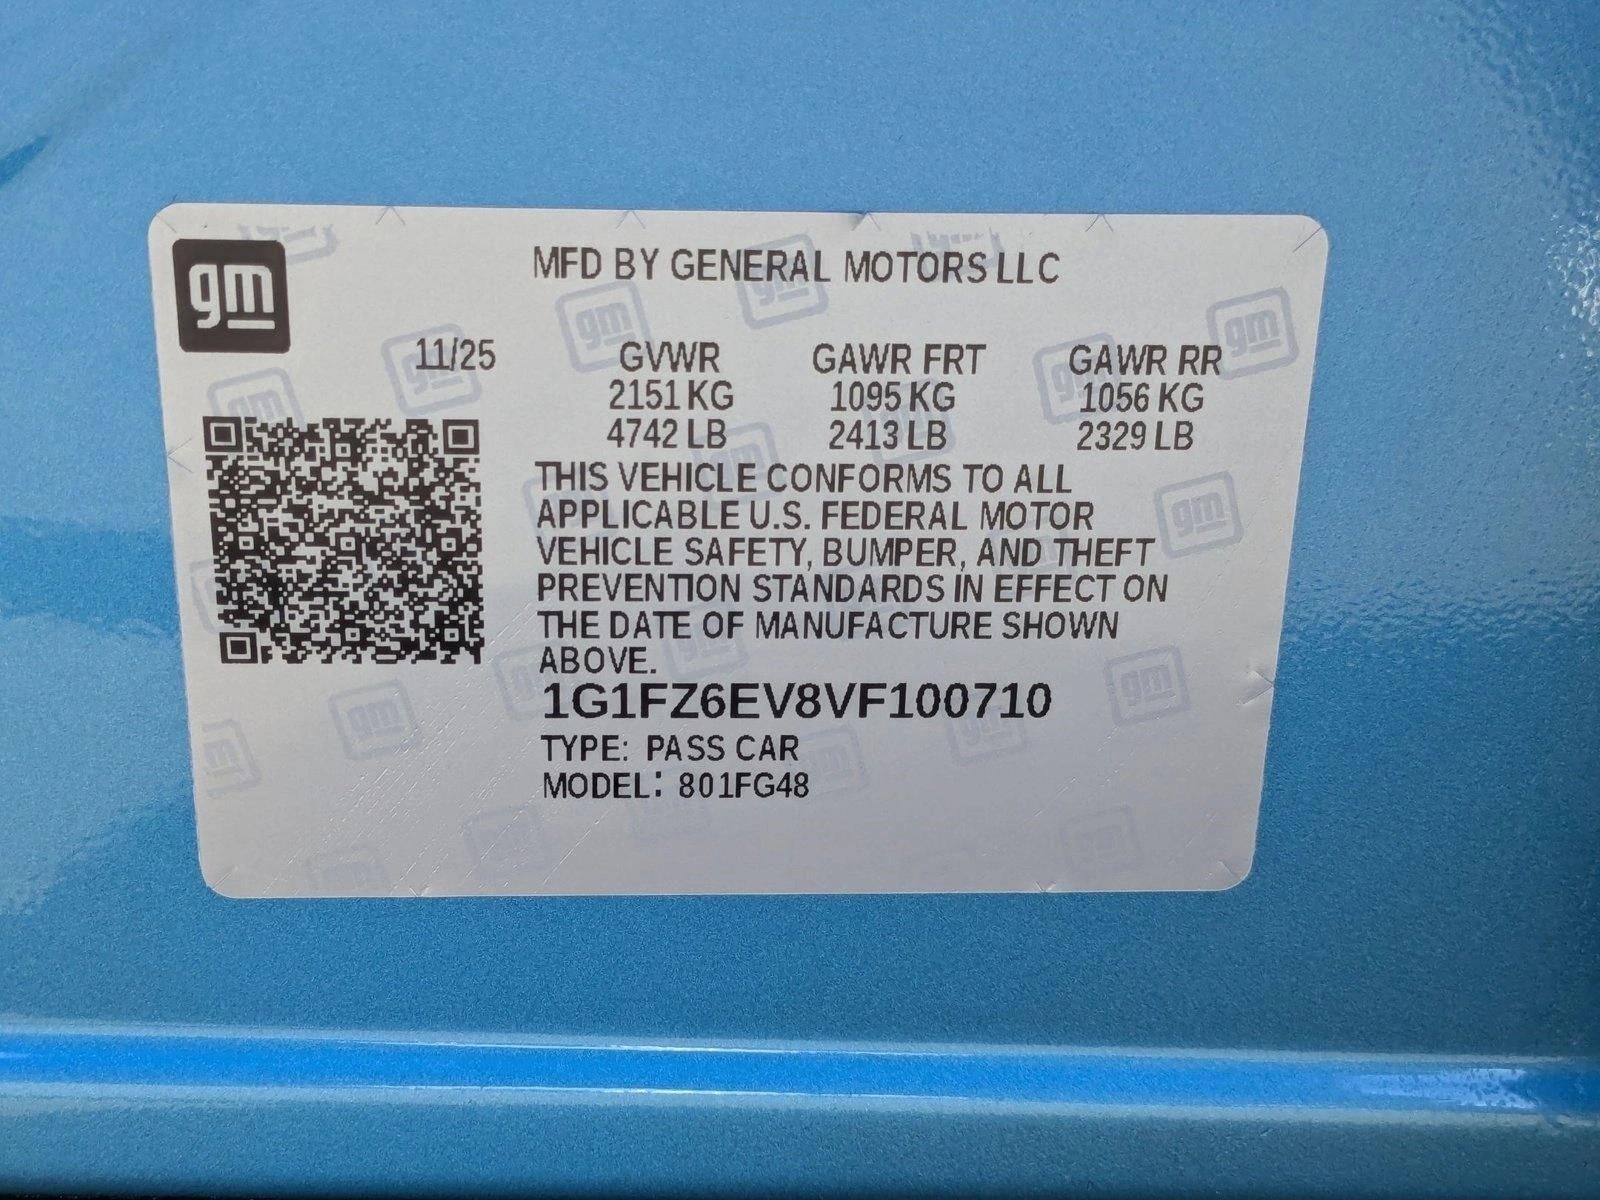 gm
MFD BY GENERAL MOTORS LLC
11/25
GVWR GAWR FRT GAWR RR
2151 KG 1095 KG 1056 KG
4742 LB 2413 LB 2329 LB
THIS VEHICLE CONFORMS TO ALL
APPLICABLE U.S. FEDERAL MOTOR
VEHICLE SAFETY, BUMPER, AND THEFT
PREVENTION STANDARDS IN EFFECT ON
THE DATE OF MANUFACTURE SHOWN
ABOVE.
1G1FZ6EV8VF100710
TYPE: PASS CAR
MODEL: 801FG48